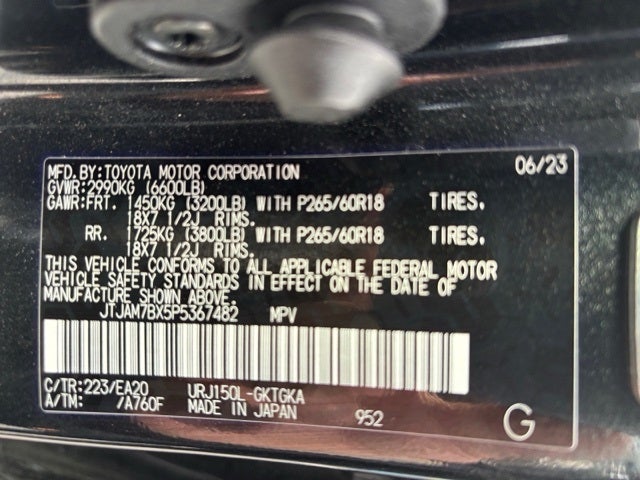 MFD.BY:TOYOTA MOTOR CORPORATION 06/23
GVWR:2990KG (6600LB)
GAWR:FRT. 1450KG (3200LB) WITH P265/60R18 TIRES.
18X7 1/2J RIMS.
RR. 1725KG (3800LB) WITH P265/60R18 TIRES.
18X7 1/2J RIMS.
THIS VEHICLE CONFORMS TO ALL APPLICABLE FEDERAL MOTOR
VEHICLE SAFETY STANDARDS IN EFFECT ON THE DATE OF
MANUFACTURE SHOWN ABOVE.
JTJAM7BX5P5367482 MPV
C/TR:223/EA20 URJ150L-GKTGKA
A/TM: /A760F MADE IN JAPAN 952 G